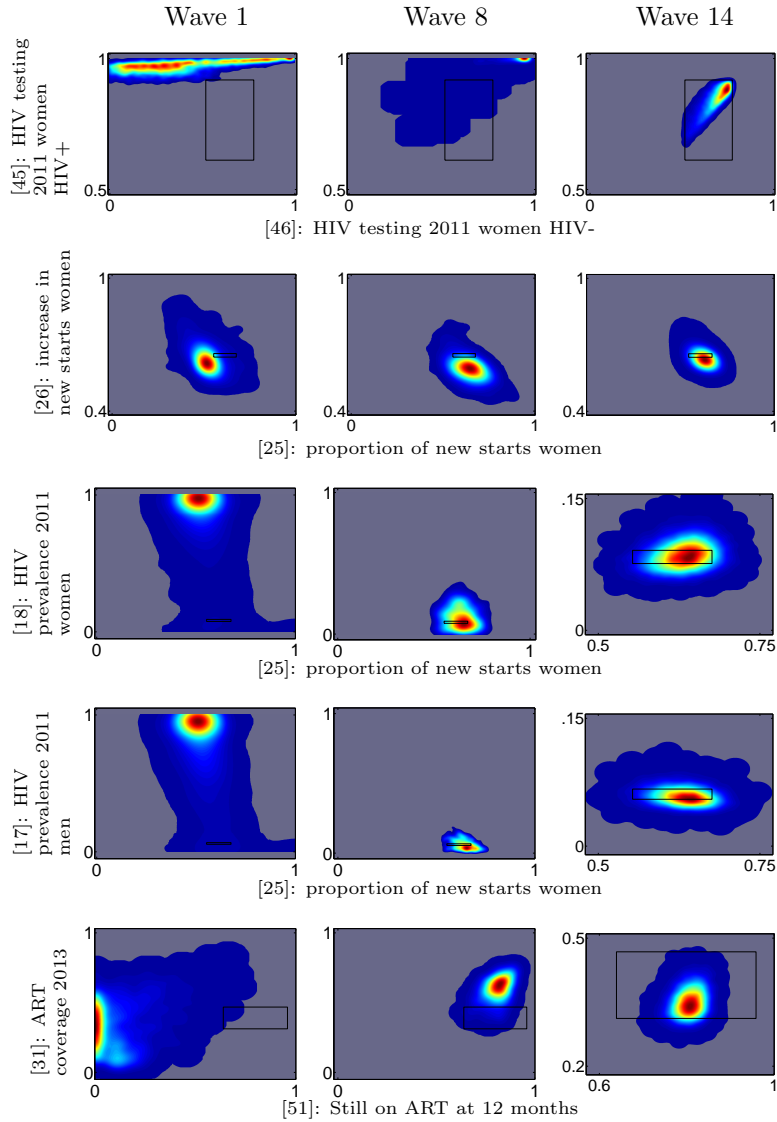 Wave 1 Wave 8 Wave 14
[45]: HIV testing
2011 women
HIV+
1
0.5
0 1
1
0.5
0 1
1
0.5
0 1
[46]: HIV testing 2011 women HIV-
[26]: increase in
new starts women
1
0.4
0 1
1
0.4
0 1
1
0.4
0 1
[25]: proportion of new starts women
[18]: HIV
prevalence 2011
women
1
0
0 1
1
0
0 1
.15
0
0.5 0.75
[25]: proportion of new starts women
[17]: HIV
prevalence 2011
men
1
0
0 1
1
0
0 1
.15
0
0.5 0.75
[25]: proportion of new starts women
[31]: ART
coverage 2013
1
0
0 1
1
0
0 1
0.5
0.2
0.6 1
[51]: Still on ART at 12 months